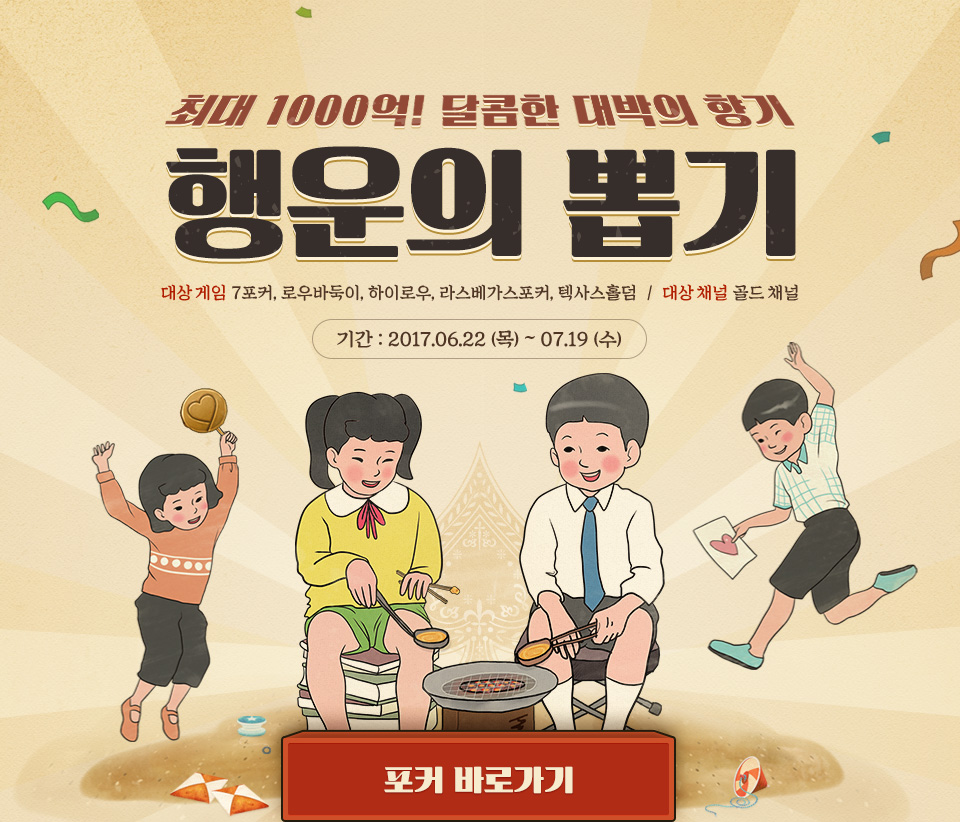 최대 1000억! 달콤한 대박의 향기
행운의 뽑기
대상 게임 7포커, 로우바둑이, 하이로우, 라스베가스포커, 텍사스홀덤 / 대상 채널 골드 채널
기간 : 2017.06.22 (목) ~ 07.19 (수)
포커 바로가기